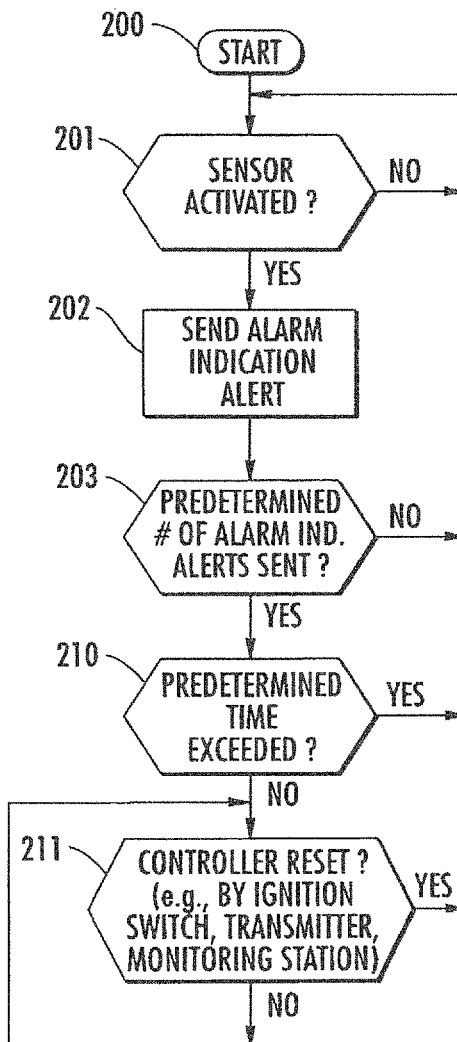 200
START
201
SENSOR
ACTIVATED ?
NO
YES
202
SEND ALARM
INDICATION
ALERT
203
PREDETERMINED
# OF ALARM IND.
ALERTS SENT ?
NO
YES
210
PREDETERMINED
TIME
EXCEEDED ?
YES
NO
211
CONTROLLER RESET ?
(e.g., BY IGNITION
SWITCH, TRANSMITTER,
MONITORING STATION)
YES
NO